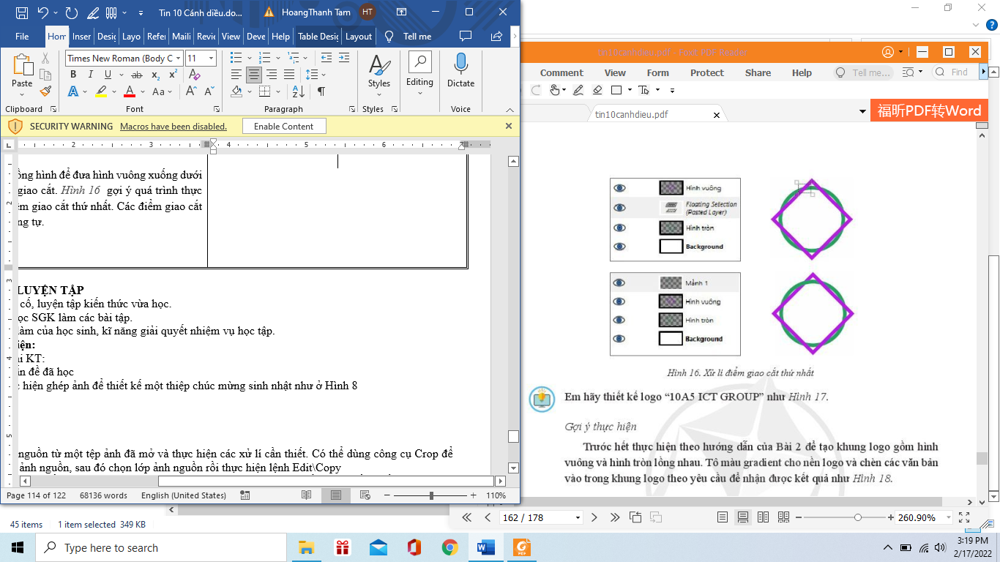 Tin 10 Cánh diều.do...
HoangThanh Tam
HT
File
Hom
Inser
Desig
Layo
Refer
Maili
Revie
View
Deve
Help
Table Desig
Layout
Tell me
Times New Roman (Body C
11
Paste
Styles
Editing
Dictate
Clipboard
Font
Paragraph
Styles
Voice
SECURITY WARNING Macros have been disabled.
Enable Content
2 3 4 5 6
ồng hình để đưa hình vuông xuống dưới
giao cắt. Hình 16 gợi ý quá trình thực
m giao cắt thứ nhất. Các điểm giao cắt
ng tự.
LUYỆN TẬP
cố, luyện tập kiến thức vừa học.
ọc SGK làm các bài tập.
làm của học sinh, kĩ năng giải quyết nhiệm vụ học tập.
iện:
i KT:
n đề đã học
c hiện ghép ảnh để thiết kế một thiệp chúc mừng sinh nhật như ở Hình 8
nguồn từ một tệp ảnh đã mở và thực hiện các xử lí cần thiết. Có thể dùng công cụ Crop để
ảnh nguồn, sau đó chọn lớp ảnh nguồn rồi thực hiện lệnh Edit\Copy
Page 114 of 122
68136 words
English (United States)
110%
45 items
1 item selected 349 KB
tin10canhdieu.pdf - Foxit PDF Reader
Comment
View
Form
Protect
Share
Help
Tell me...
Find
tin10canhdieu.pdf
福昕PDF转Word
Hình vuông
Floating Selection
(Pasted Layer)
Hình tròn
Background
Mảnh 1
Hình vuông
Hình tròn
Background
Hình 16. Xử lí điểm giao cắt thứ nhất
Em hãy thiết kế logo “10A5 ICT GROUP” như Hình 17.
Gợi ý thực hiện
Trước hết thực hiện theo hướng dẫn của Bài 2 để tạo khung logo gồm hình
vuông và hình tròn lồng nhau. Tô màu gradient cho nền logo và chèn các văn bản
vào trong khung logo theo yêu cầu để nhận được kết quả như Hình 18.
162 / 178
260.90%
Type here to search
3:19 PM
2/17/2022